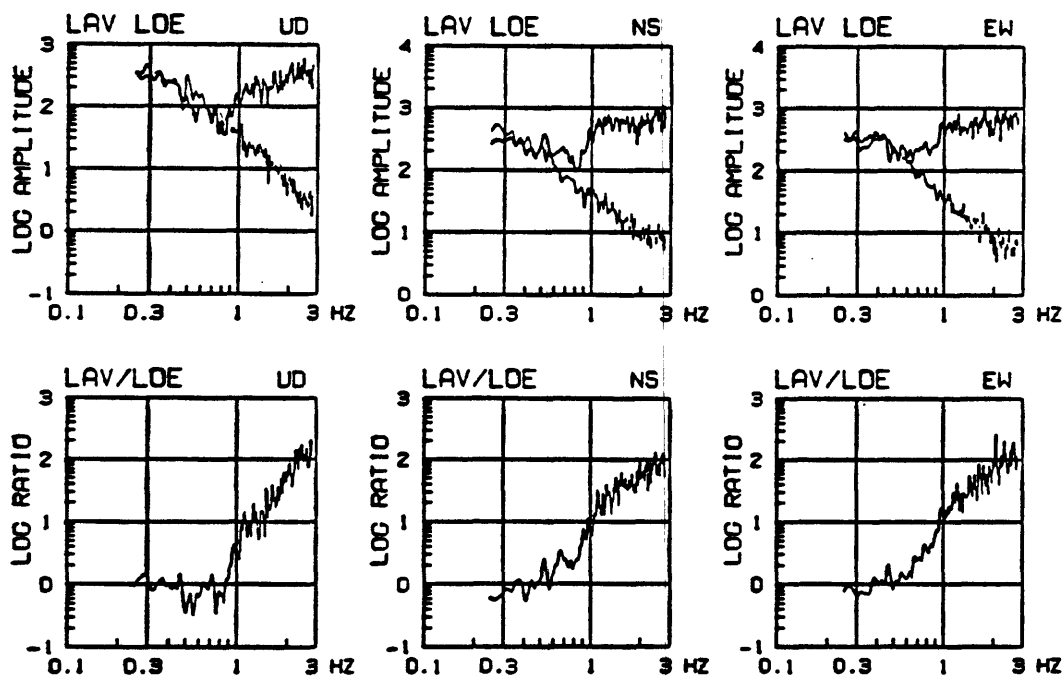 LAV LOE UD
LOG AMPLITUDE
3
2
1
0
-1
0.1 0.3 1 3 HZ
LAV LOE NS
LOG AMPLITUDE
4
3
2
1
0
0.1 0.3 1 3 HZ
LAV LOE EW
LOG AMPLITUDE
4
3
2
1
0
0.1 0.3 1 3 HZ
LAV/LOE UD
LOG RATIO
3
2
1
0
-1
0.1 0.3 1 3 HZ
LAV/LOE NS
LOG RATIO
3
2
1
0
-1
0.1 0.3 1 3 HZ
LAV/LOE EW
LOG RATIO
3
2
1
0
-1
0.1 0.3 1 3 HZ